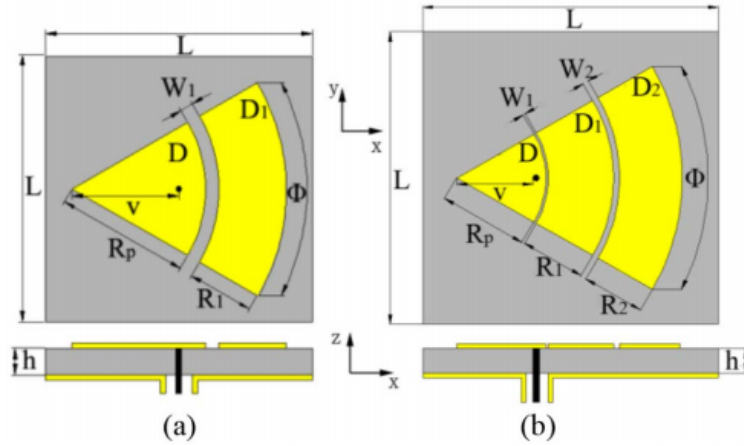 L
W₁
y
x
D₁
D
L
v
Φ
Rₚ
R₁
z
h
x
(a)
L
W₂
W₁
D₂
D₁
D
L
v
Φ
Rₚ
R₁
R₂
h
(b)